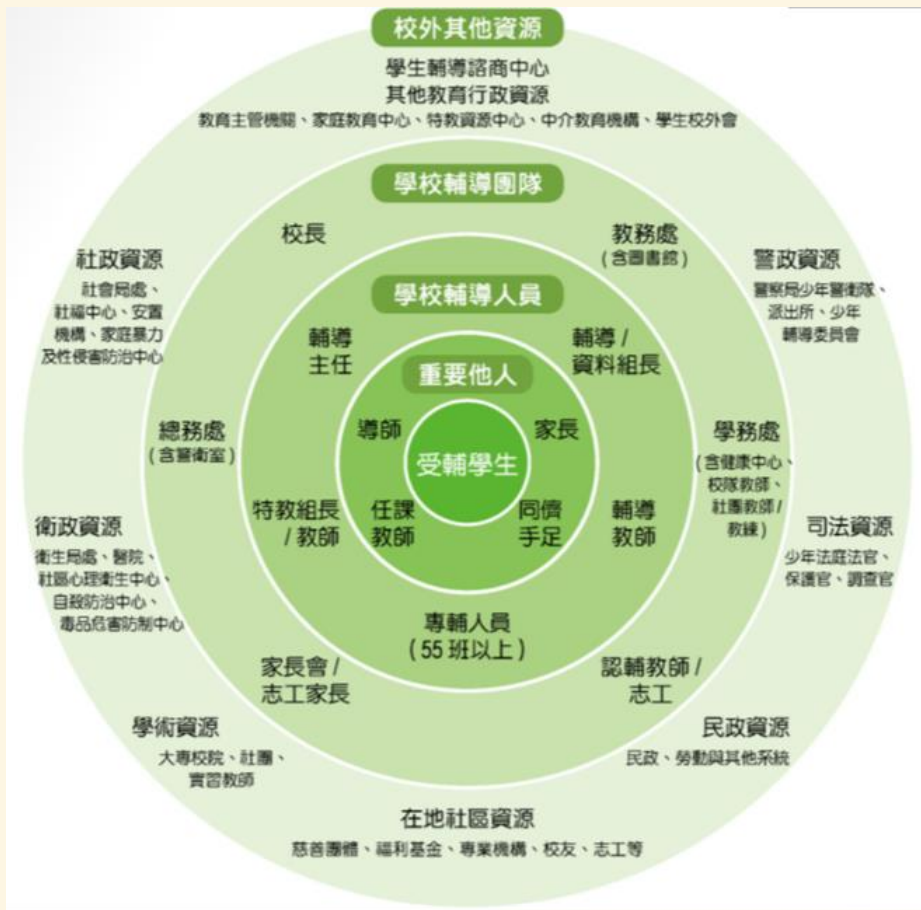 校外其他資源
學生輔導諮商中心
其他教育行政資源
教育主管機關、家庭教育中心、特教資源中心、中介教育機構、學生校外會
學校輔導團隊
校長
教務處
(含圖書館)
社政資源
社會局處、
社福中心、安置
機構、家庭暴力
及性侵害防治中心
警政資源
警察局少年警衛隊、
派出所、少年
輔導委員會
學校輔導人員
輔導
主任
輔導 /
資料組長
重要他人
導師
家長
受輔學生
任課
教師
同儕
手足
總務處
(含警衛室)
學務處
(含健康中心、
校隊教師、
社團教師 /
教練)
特教組長
/ 教師
輔導
教師
衛政資源
衛生局處、醫院、
社區心理衛生中心、
自殺防治中心、
毒品危害防制中心
司法資源
少年法庭法官、
保護官、調查官
專輔人員
(55 班以上)
家長會 /
志工家長
認輔教師 /
志工
學術資源
大專校院、社團、
實習教師
民政資源
民政、勞動與其他系統
在地社區資源
慈善團體、福利基金、專業機構、校友、志工等